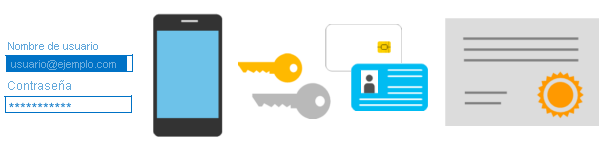 Nombre de usuario
usuario@ejemplo.com
Contraseña
***********